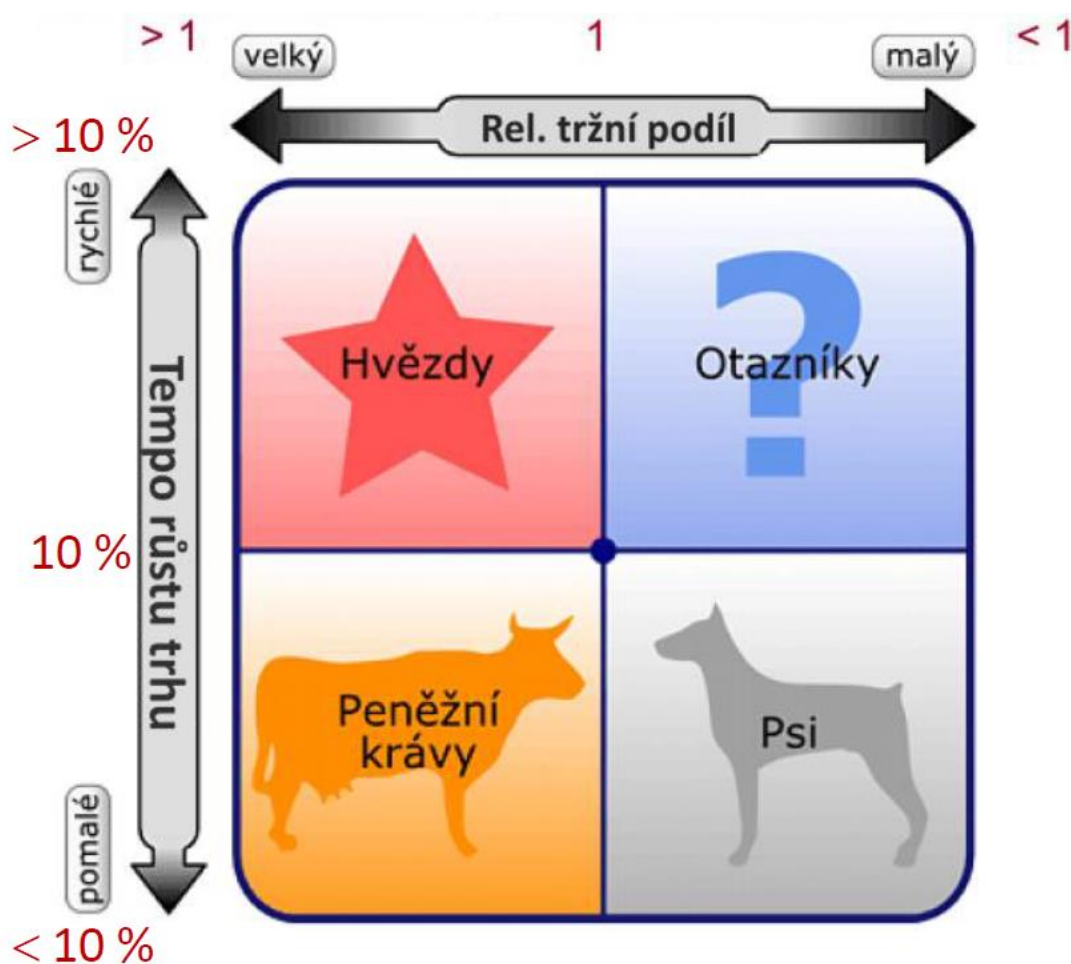 > 1
1
< 1
velký
malý
Rel. tržní podíl
> 10 %
rychlé
Hvězdy
Otazníky
Tempo růstu trhu
10 %
Peněžní
krávy
Psi
pomalé
< 10 %